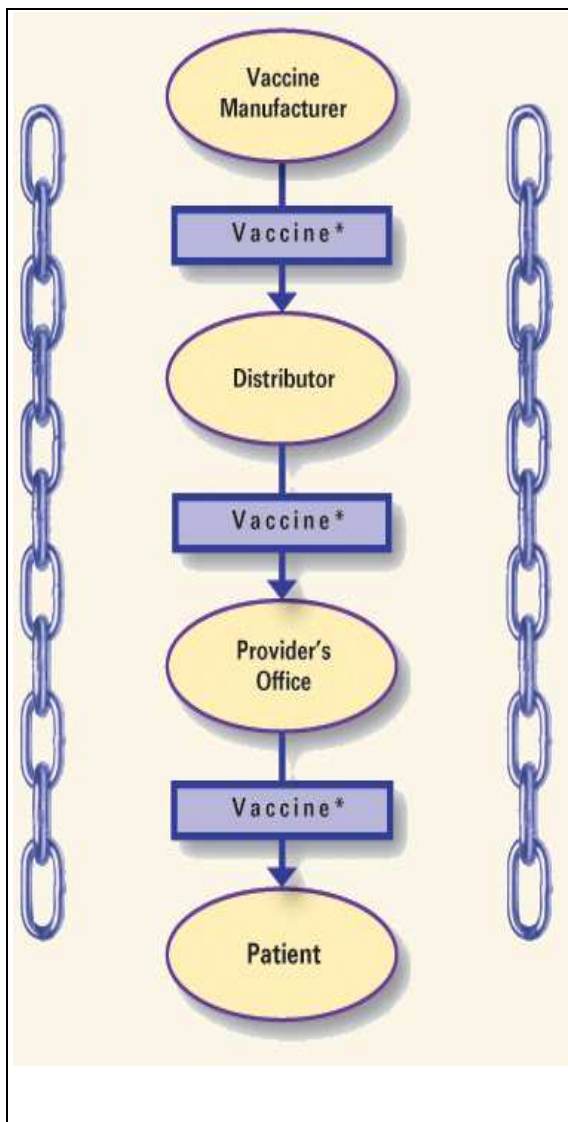 Vaccine
Manufacturer
Vaccine*
Distributor
Vaccine*
Provider's
Office
Vaccine*
Patient